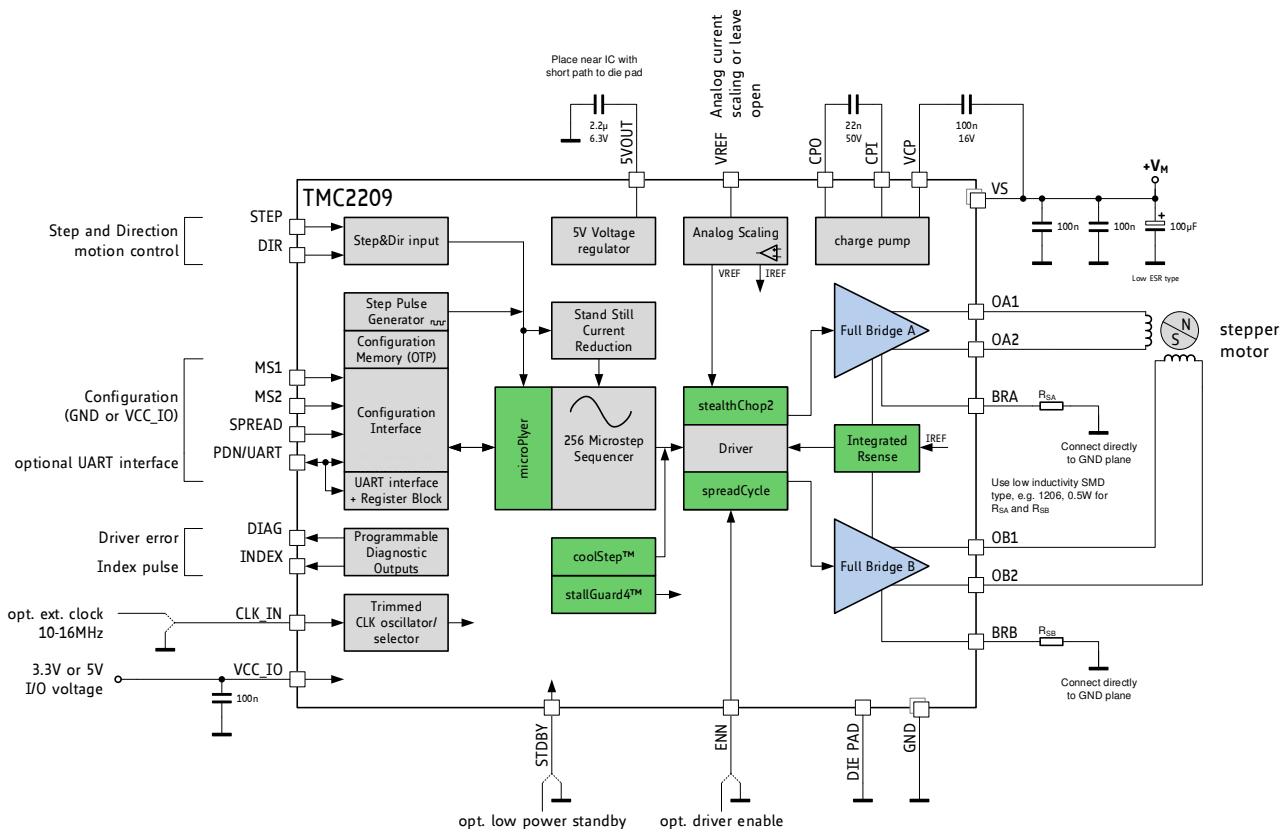 Place near IC with
short path to die pad
Analog current
scaling or leave
open
2.2µ
6.3V
5VOUT
VREF
CPO
22n
50V
CPI
VCP
100n
16V
+VM
VS
TMC2209
100n
100n
+
100µF
Low ESR type
Step and Direction
motion control
STEP
DIR
Step&Dir input
5V Voltage
regulator
Analog Scaling
VREF
IREF
charge pump
Step Pulse
Generator
Configuration
Memory (OTP)
Configuration
Interface
UART interface
+ Register Block
Stand Still
Current
Reduction
Full Bridge A
OA1
OA2
N
S
stepper
motor
Configuration
(GND or VCC_IO)
optional UART interface
MS1
MS2
SPREAD
PDN/UART
microPlyer
256 Microstep
Sequencer
stealthChop2
Driver
spreadCycle
Integrated
Rsense
IREF
BRA
RSA
Connect directly
to GND plane
Use low inductivity SMD
type, e.g. 1206, 0.5W for
RSA and RSB
Driver error
Index pulse
DIAG
INDEX
Programmable
Diagnostic
Outputs
coolStep™
stallGuard4™
Full Bridge B
OB1
OB2
opt. ext. clock
10-16MHz
CLK_IN
Trimmed
CLK oscillator/
selector
BRB
RSB
Connect directly
to GND plane
3.3V or 5V
I/O voltage
VCC_IO
100n
STDBY
ENN
DIE PAD
GND
opt. low power standby
opt. driver enable